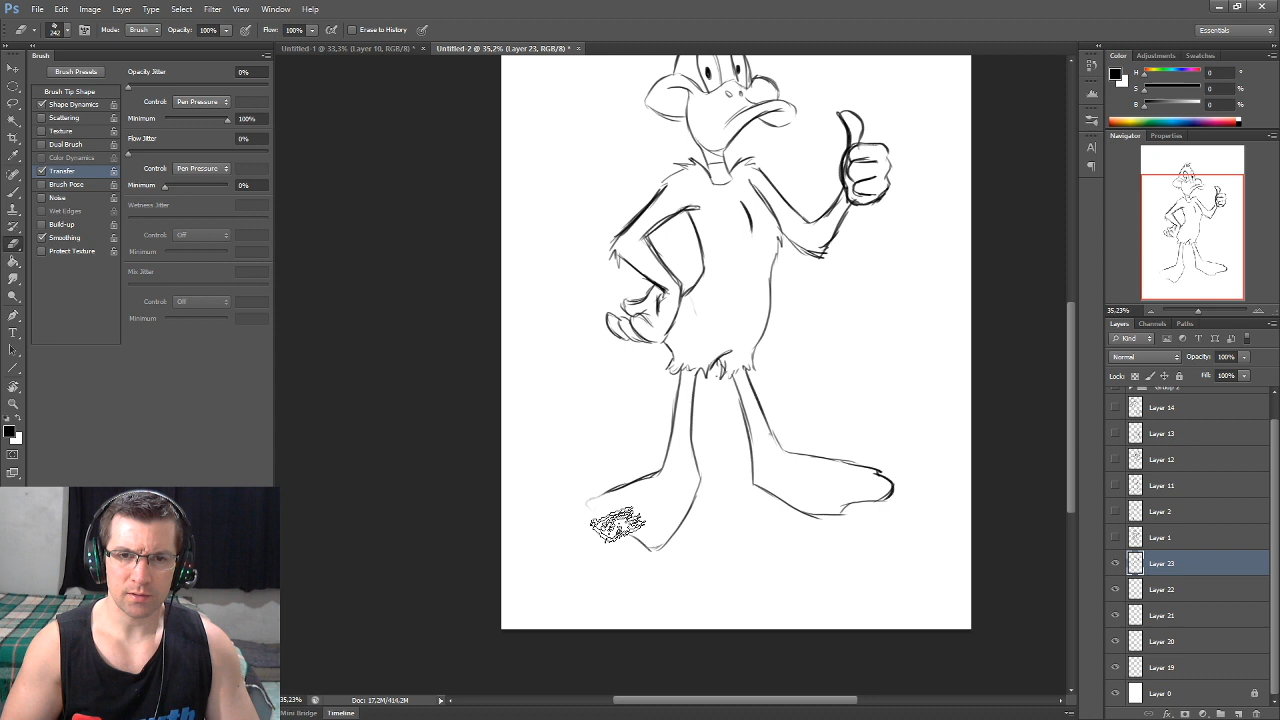 Ps File Edit Image Layer Type Select Filter View Window Help
242 Mode: Brush Opacity: 100% Flow: 100% Erase to History Essentials
Untitled-1 @ 33,3% (Layer 10, RGB/8) * × Untitled-2 @ 35,2% (Layer 23, RGB/8) * ×
Brush
Brush Presets
Brush Tip Shape
Shape Dynamics
Scattering
Texture
Dual Brush
Color Dynamics
Transfer
Brush Pose
Noise
Wet Edges
Build-up
Smoothing
Protect Texture
Opacity Jitter 0%
Control: Pen Pressure
Minimum 100%
Flow Jitter 0%
Control: Pen Pressure
Minimum 0%
Wetness Jitter
Control: Off
Minimum
Mix Jitter
Control: Off
Minimum
Color Adjustments Swatches
H 0 °
S 0 %
B 0 %
Navigator Properties
35.23%
Layers Channels Paths
Kind
Normal Opacity: 100%
Lock: Fill: 100%
Group 2
Layer 14
Layer 13
Layer 12
Layer 11
Layer 2
Layer 1
Layer 23
Layer 22
Layer 21
Layer 20
Layer 19
Layer 0
35,23% Doc: 17,2M/414,2M
Mini Bridge Timeline